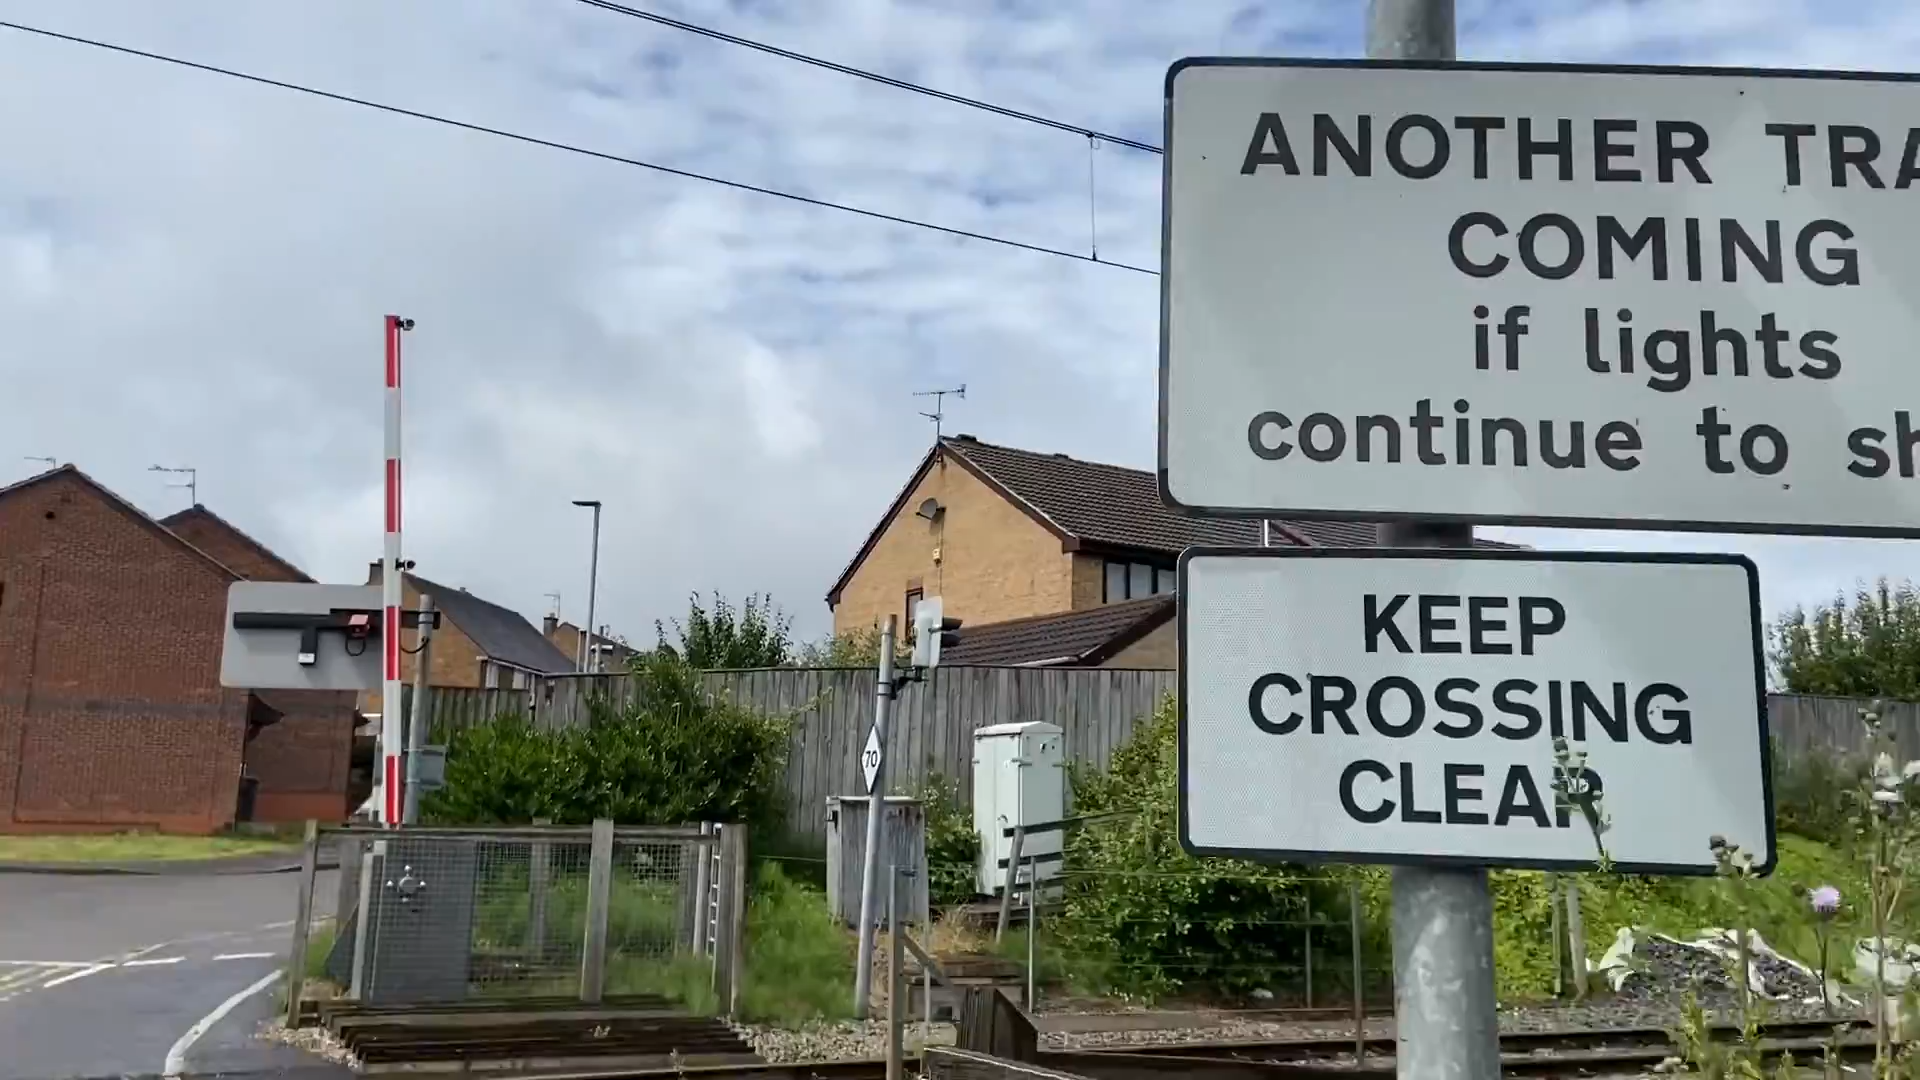 ANOTHER TRA
COMING
if lights
continue to sh
KEEP
CROSSING
CLEAR
70